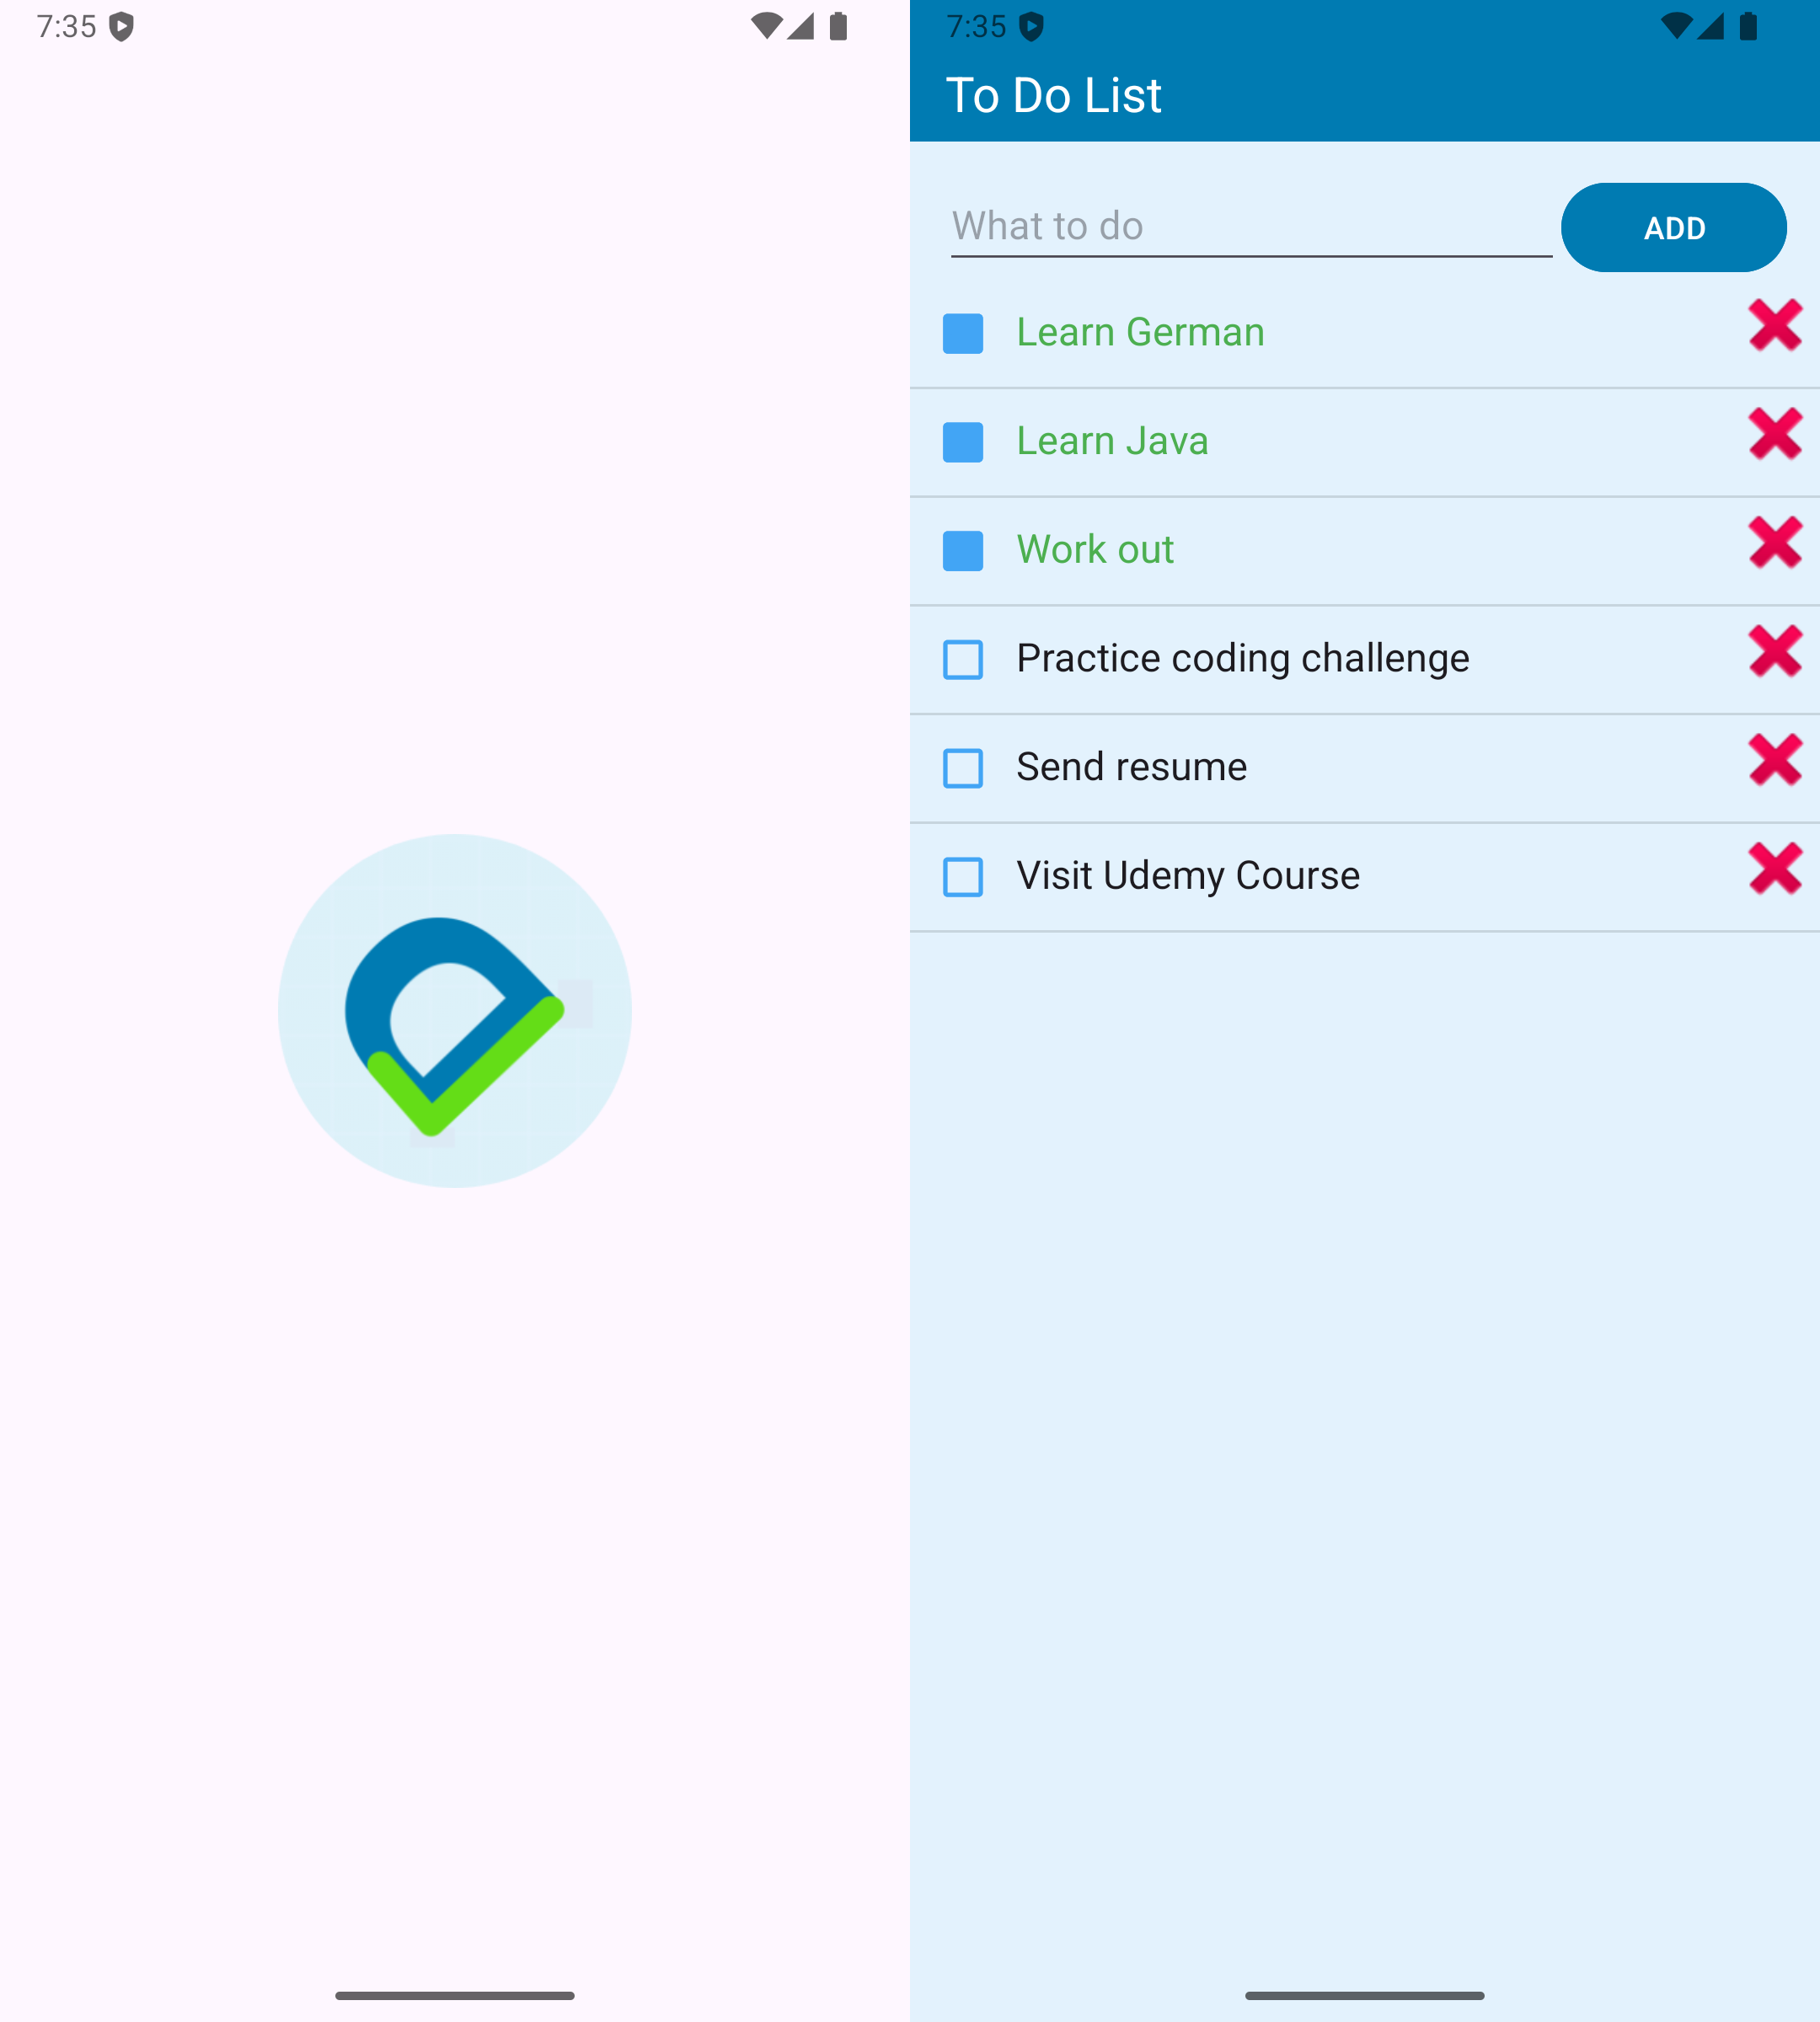 7:35
7:35
To Do List
What to do
ADD
Learn German
Learn Java
Work out
Practice coding challenge
Send resume
Visit Udemy Course